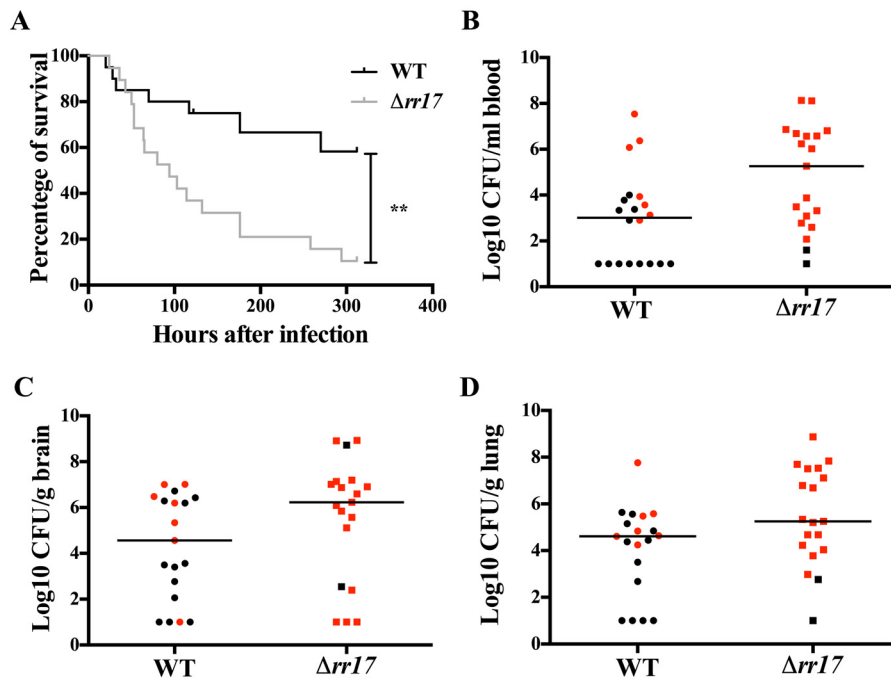 A
Percentege of survival
100
80
60
40
20
0
0 100 200 300 400
Hours after infection
WT
Δrr17
**
B
Log10 CFU/ml blood
10
8
6
4
2
0
WT Δrr17
C
Log10 CFU/g brain
10
8
6
4
2
0
WT Δrr17
D
Log10 CFU/g lung
10
8
6
4
2
0
WT Δrr17